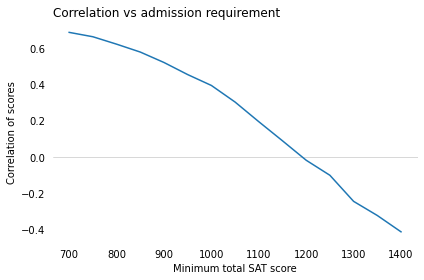 Correlation vs admission requirement
Correlation of scores
0.6
0.4
0.2
0.0
−0.2
−0.4
700 800 900 1000 1100 1200 1300 1400
Minimum total SAT score